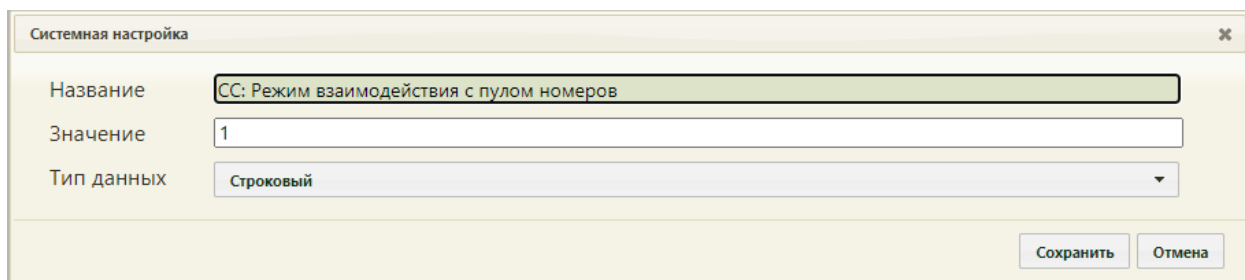 Системная настройка
Название СС: Режим взаимодействия с пулом номеров
Значение 1
Тип данных Строковый
Сохранить Отмена